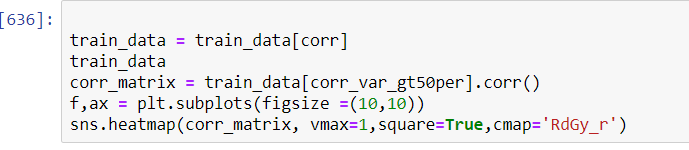 [636]:
train_data = train_data[corr]
train_data
corr_matrix = train_data[corr_var_gt50per].corr()
f,ax = plt.subplots(figsize =(10,10))
sns.heatmap(corr_matrix, vmax=1,square=True,cmap='RdGy_r')